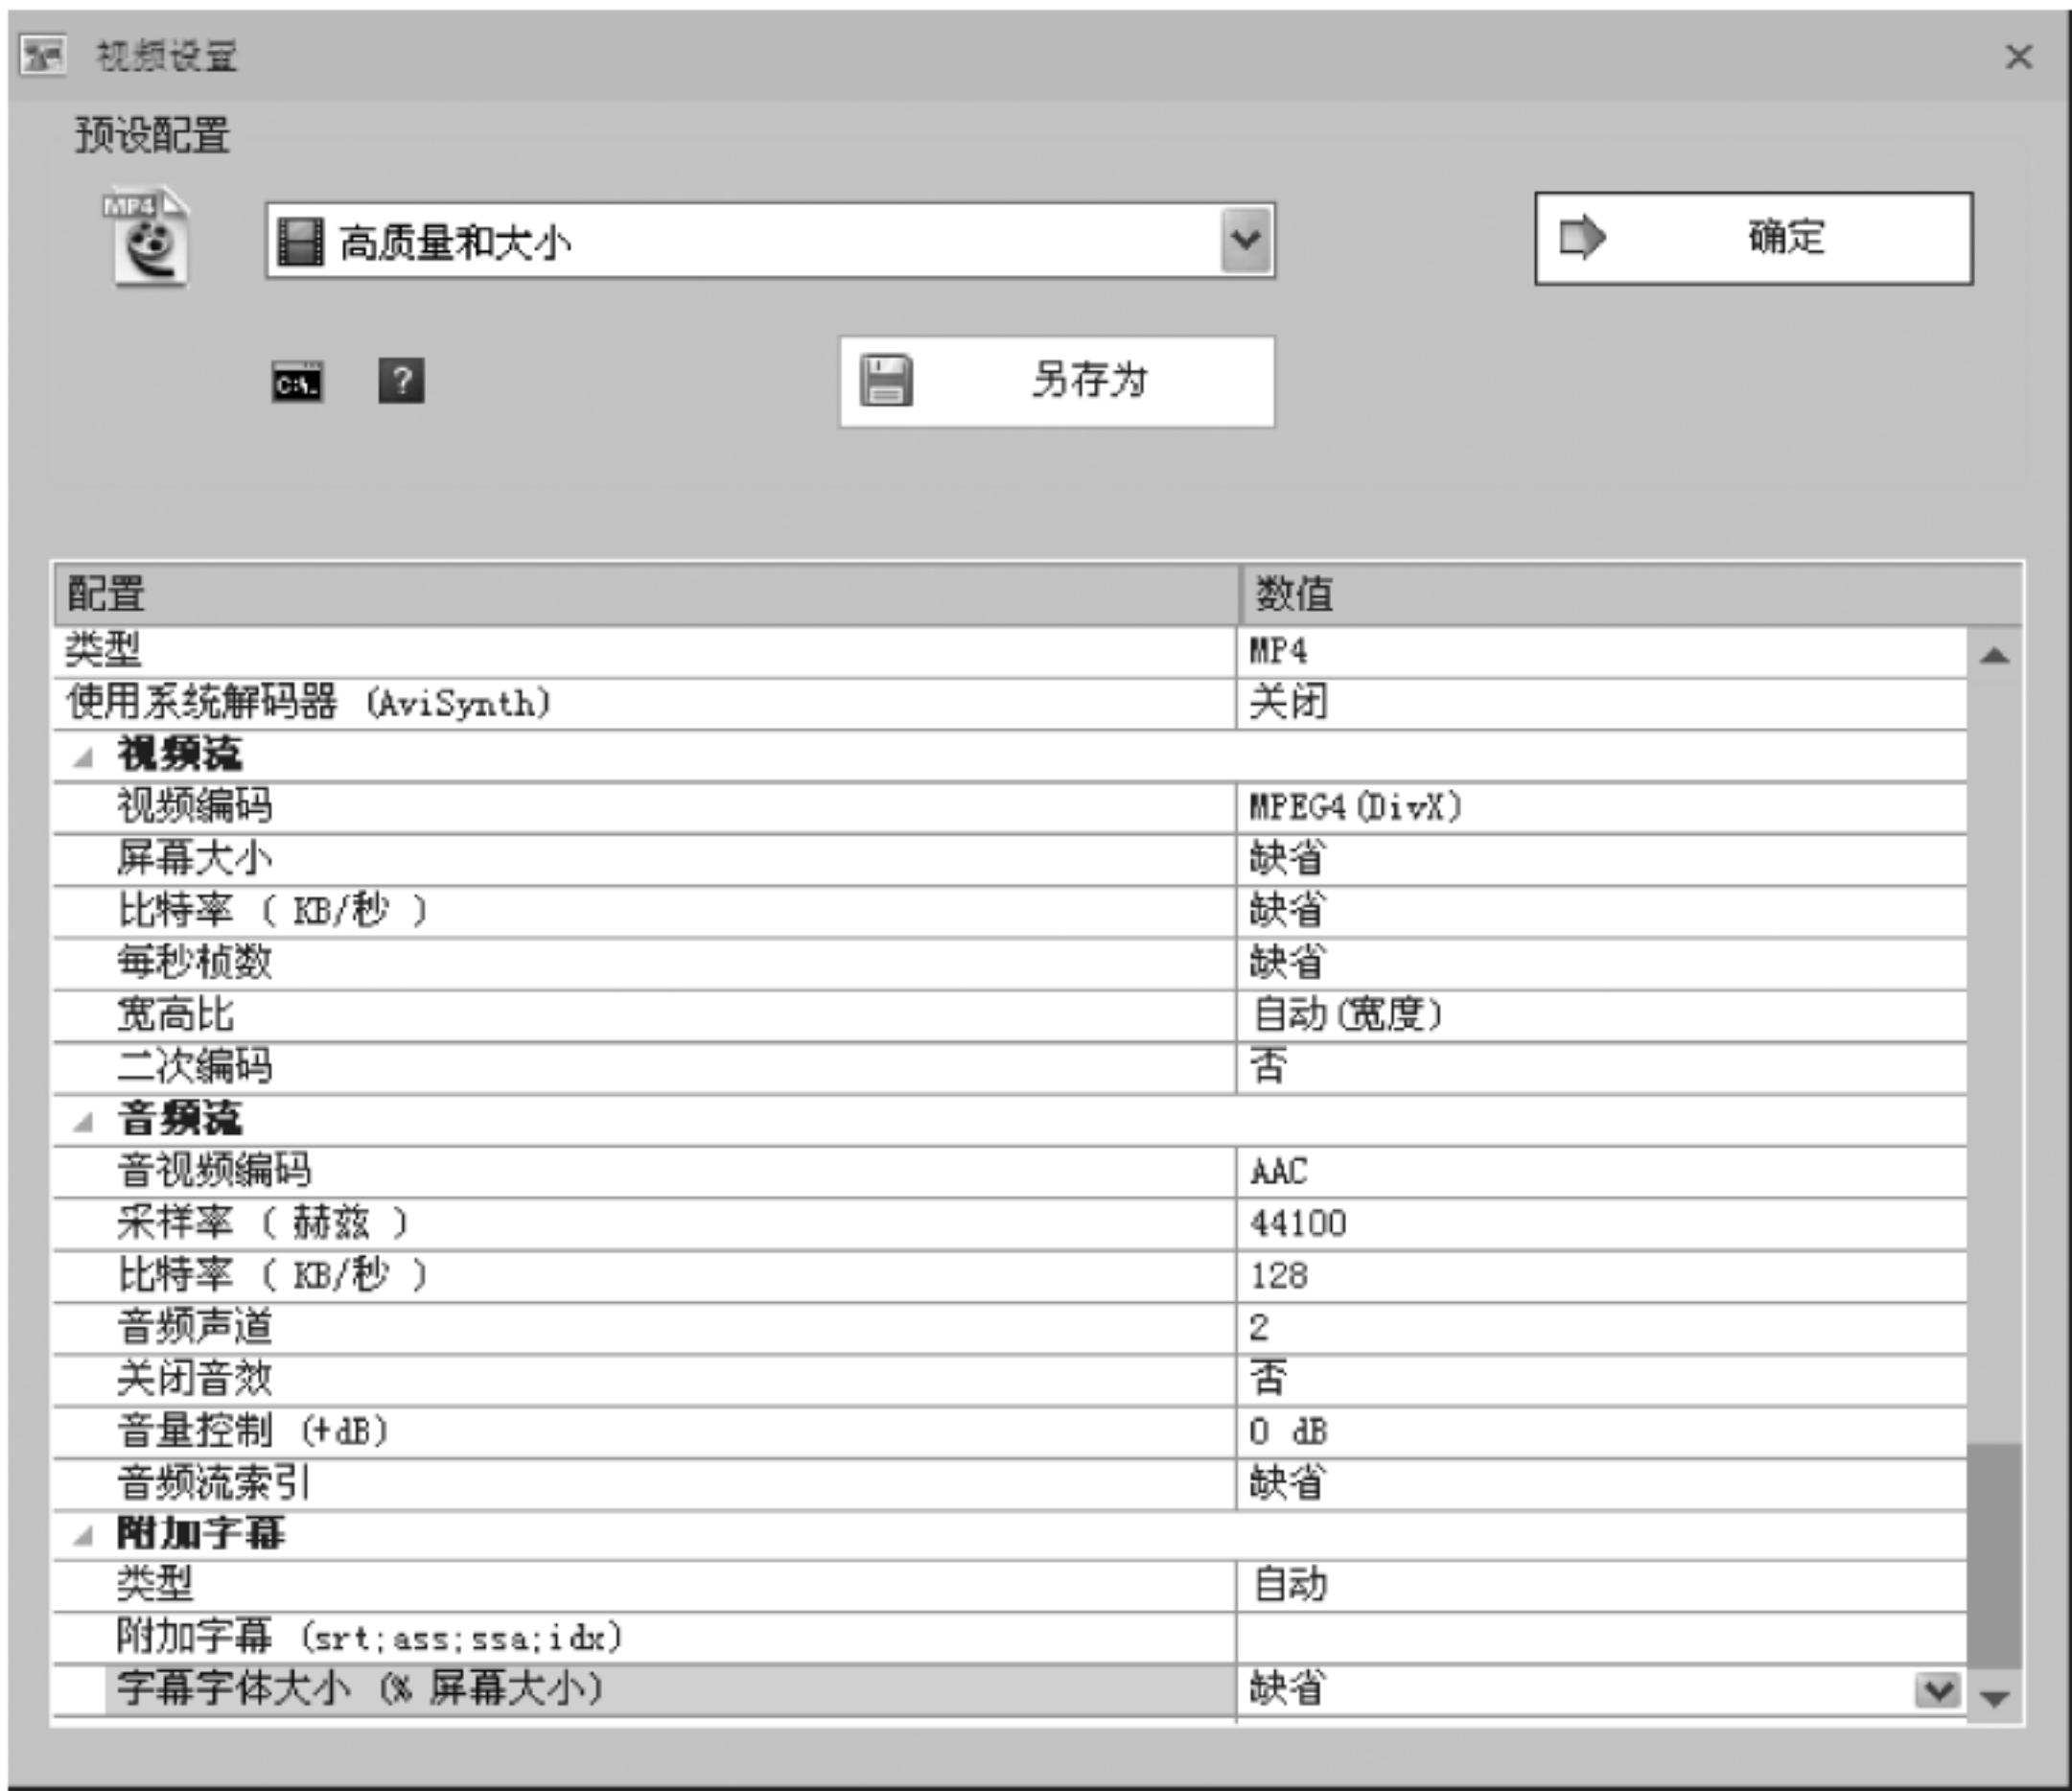 视频设置
预设配置
MP4
高质量和大小
确定
C:\_
?
另存为
配置 数值
类型 MP4
使用系统解码器 (AviSynth) 关闭
视频流
视频编码 MPEG4(DivX)
屏幕大小 缺省
比特率 ( KB/秒 ) 缺省
每秒桢数 缺省
宽高比 自动(宽度)
二次编码 否
音频流
音视频编码 AAC
采样率 ( 赫兹 ) 44100
比特率 ( KB/秒 ) 128
音频声道 2
关闭音效 否
音量控制 (+dB) 0 dB
音频流索引 缺省
附加字幕
类型 自动
附加字幕 (srt;ass;ssa;idx)
字幕字体大小 (% 屏幕大小) 缺省